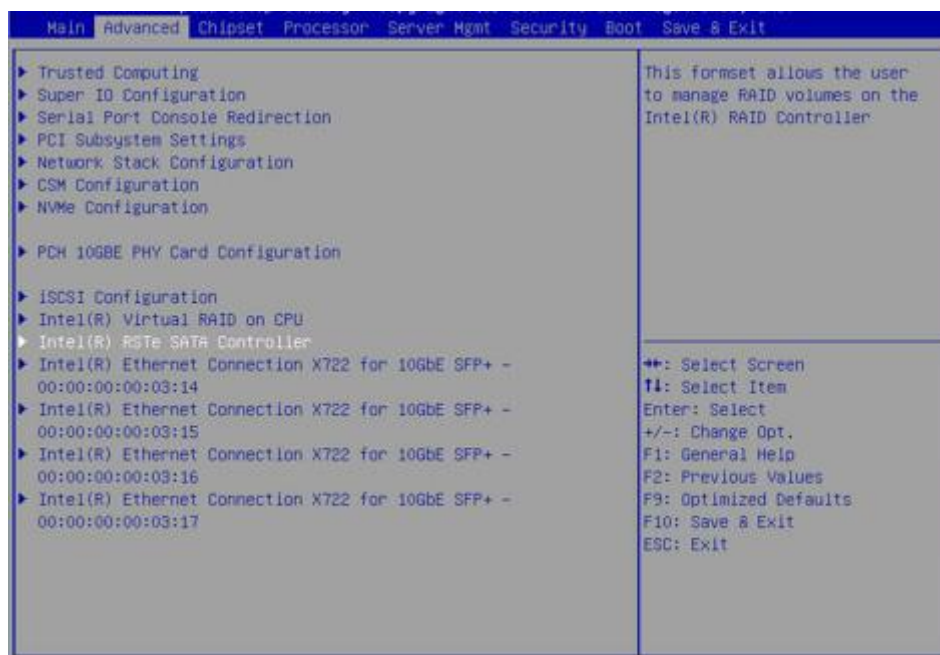 Main Advanced Chipset Processor Server Mgmt Security Boot Save & Exit
Trusted Computing
Super IO Configuration
Serial Port Console Redirection
PCI Subsystem Settings
Network Stack Configuration
CSM Configuration
NVMe Configuration
PCH 10GBE PHY Card Configuration
iSCSI Configuration
Intel(R) Virtual RAID on CPU
Intel(R) RSTe SATA Controller
Intel(R) Ethernet Connection X722 for 10GbE SFP+ -
00:00:00:00:03:14
Intel(R) Ethernet Connection X722 for 10GbE SFP+ -
00:00:00:00:03:15
Intel(R) Ethernet Connection X722 for 10GbE SFP+ -
00:00:00:00:03:16
Intel(R) Ethernet Connection X722 for 10GbE SFP+ -
00:00:00:00:03:17
This formset allows the user
to manage RAID volumes on the
Intel(R) RAID Controller
→←: Select Screen
↑↓: Select Item
Enter: Select
+/-: Change Opt.
F1: General Help
F2: Previous Values
F9: Optimized Defaults
F10: Save & Exit
ESC: Exit